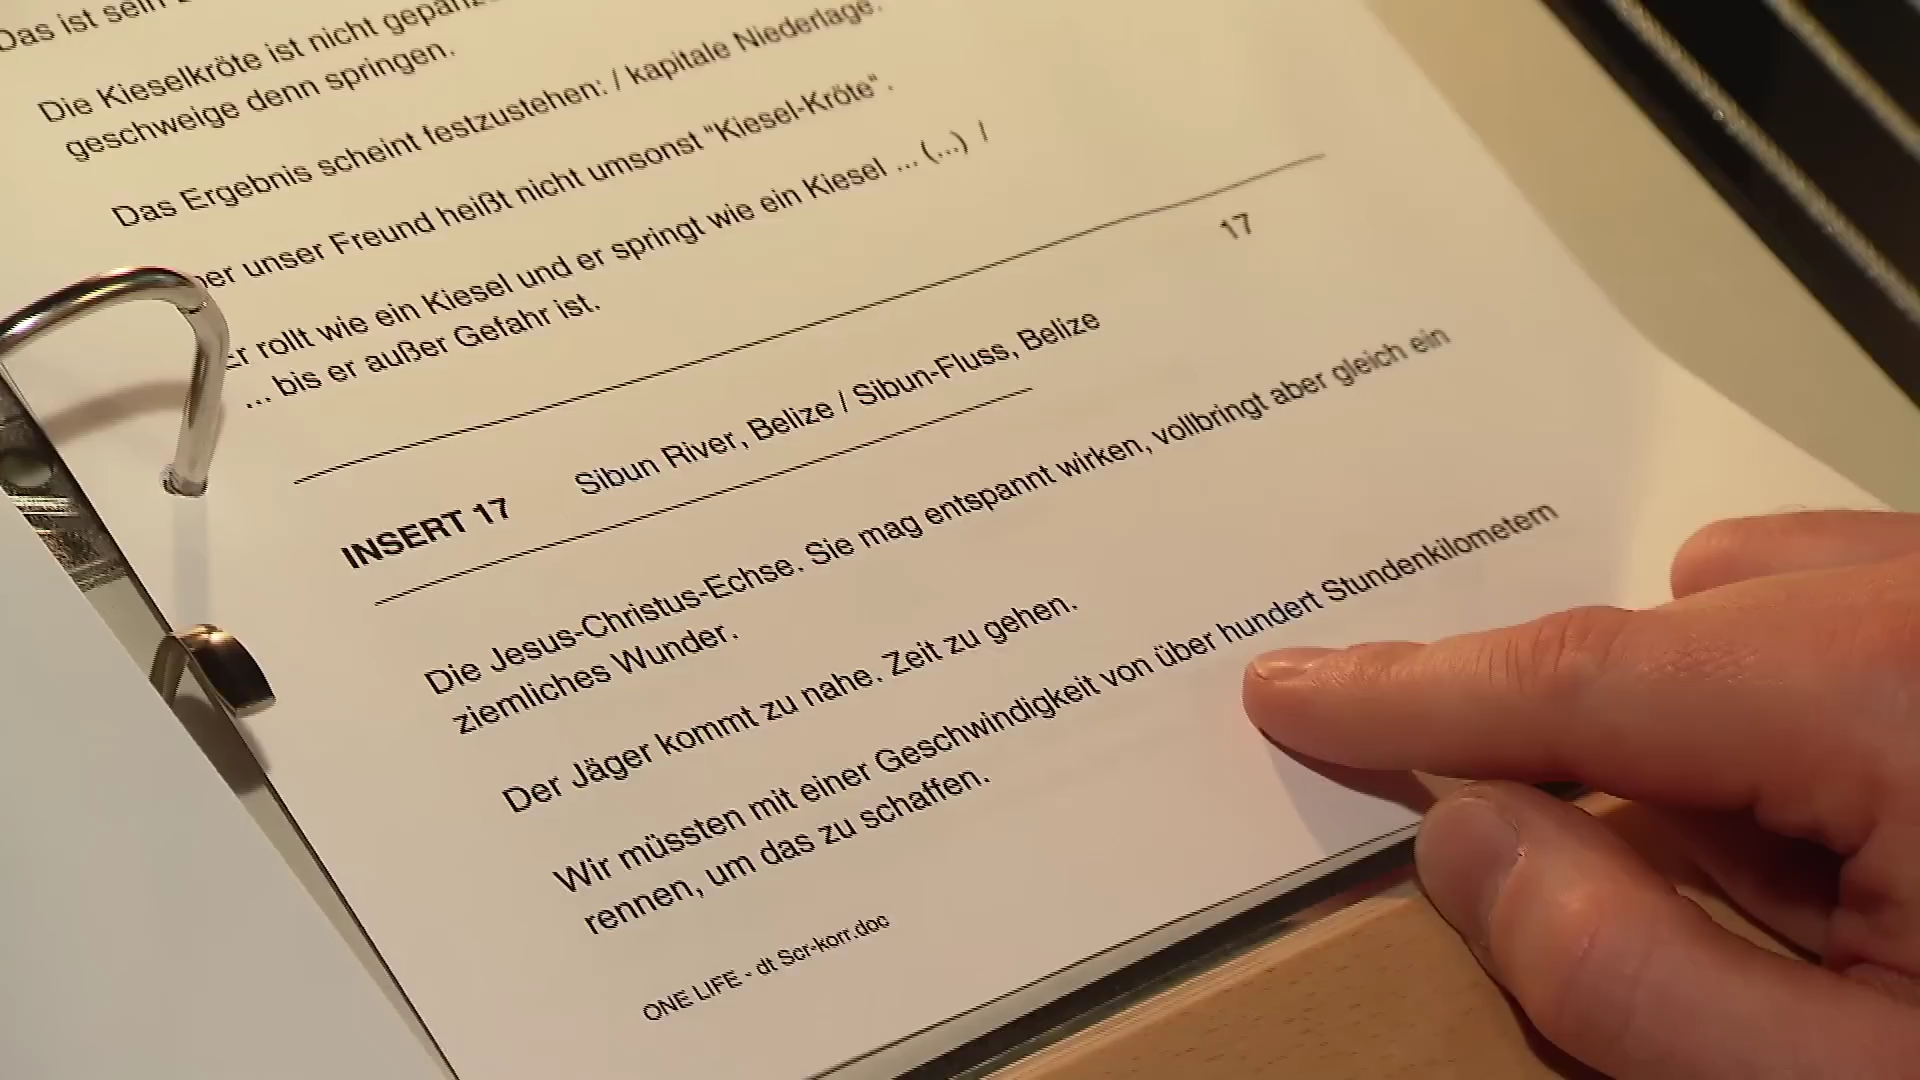 Das ist sein
Die Kieselkröte ist nicht
geschweige denn springen.
Das Ergebnis scheint festzustehen: / kapitale Niederlage.
unser Freund heißt nicht umsonst “Kiesel-Kröte“.
Er rollt wie ein Kiesel und er springt wie ein Kiesel ... (...) /
... bis er außer Gefahr ist.
17
INSERT 17 Sibun River, Belize / Sibun-Fluss, Belize
Die Jesus-Christus-Echse. Sie mag entspannt wirken, vollbringt aber gleich ein
ziemliches Wunder.
Der Jäger kommt zu nahe. Zeit zu gehen.
Wir müssten mit einer Geschwindigkeit von über hundert Stundenkilometern
rennen, um das zu schaffen.
ONE LIFE - dt Scr-korr.doc